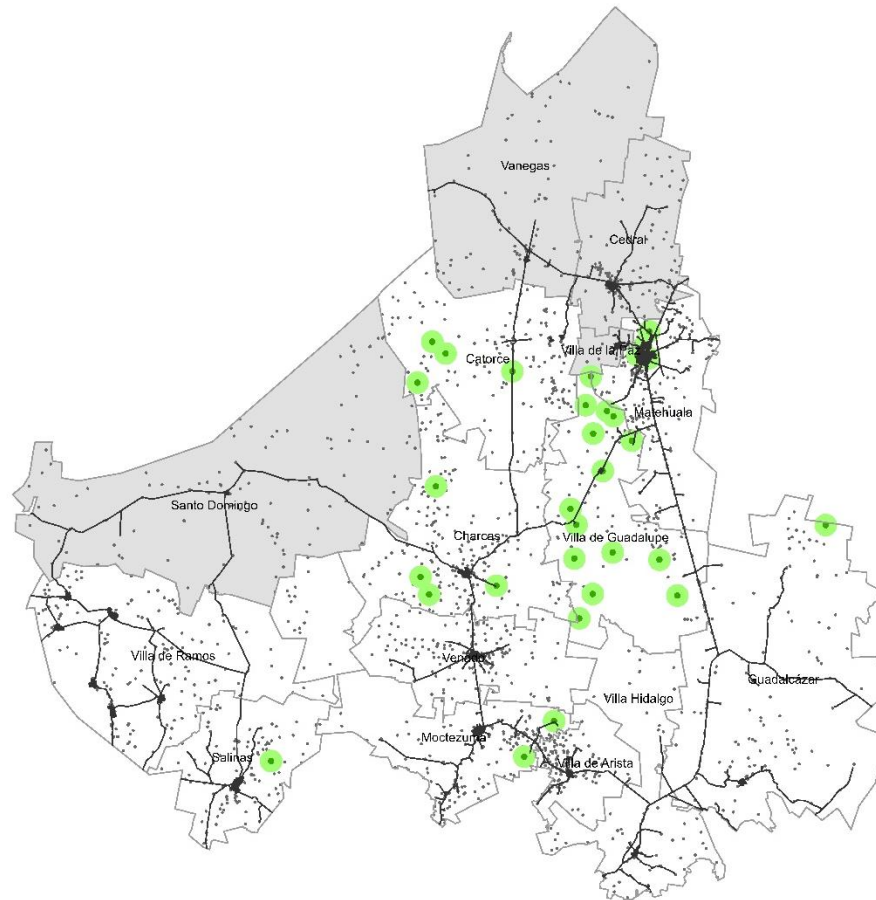 Vanegas
Cedral
Villa de la Paz
Catorce
Matehuala
Santo Domingo
Charcas
Villa de Guadalupe
Villa de Ramos
Venado
Guadalcázar
Villa Hidalgo
Moctezuma
Salinas
Villa de Arista